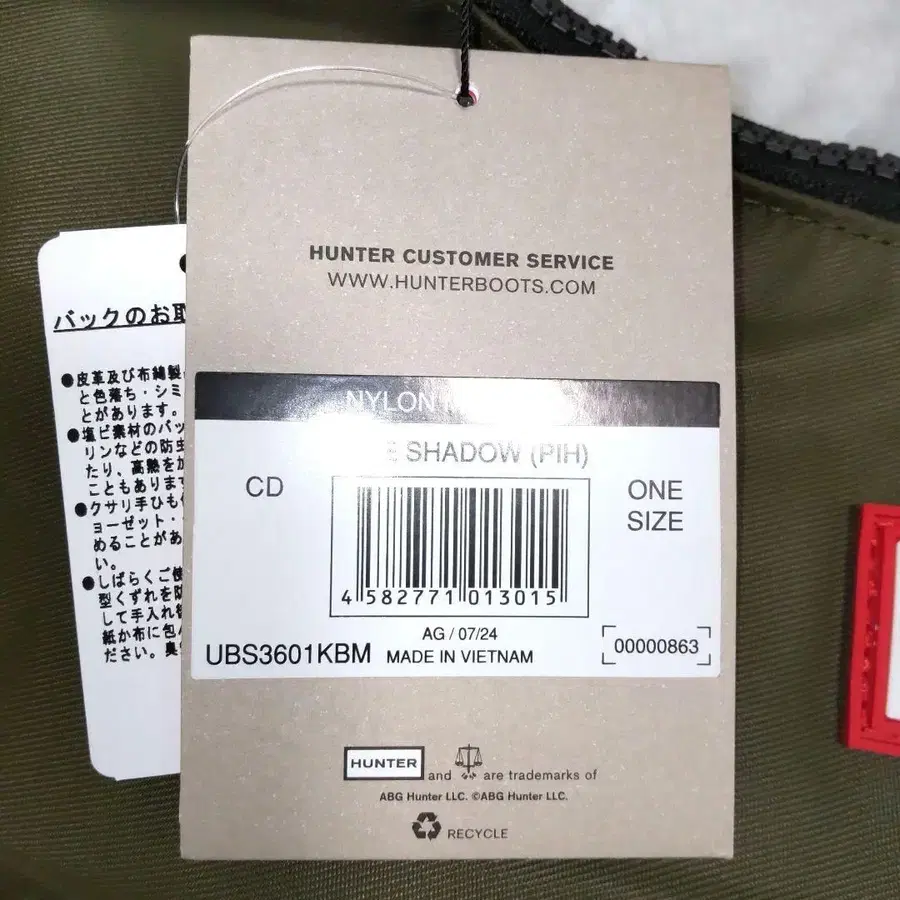 HUNTER CUSTOMER SERVICE
WWW.HUNTERBOOTS.COM
NYLON
SHADOW (PIH)
CD
ONE
SIZE
4 582771 013015
AG / 07/24
UBS3601KBM
MADE IN VIETNAM
00000863
HUNTER and are trademarks of
ABG Hunter LLC. ©ABG Hunter LLC.
RECYCLE
バックのお取
●皮革及び布縄製
と色落ち・シミ
とがあります。
●塩ビ素材のバッ
リンなどの防虫
たり、高熱をか
こともあります
●クサリ手ひも
ョーゼット・
めることがあ
い。
●しばらくご使
型くずれを防
して手入れ後
紙か布に包
ださい。奥